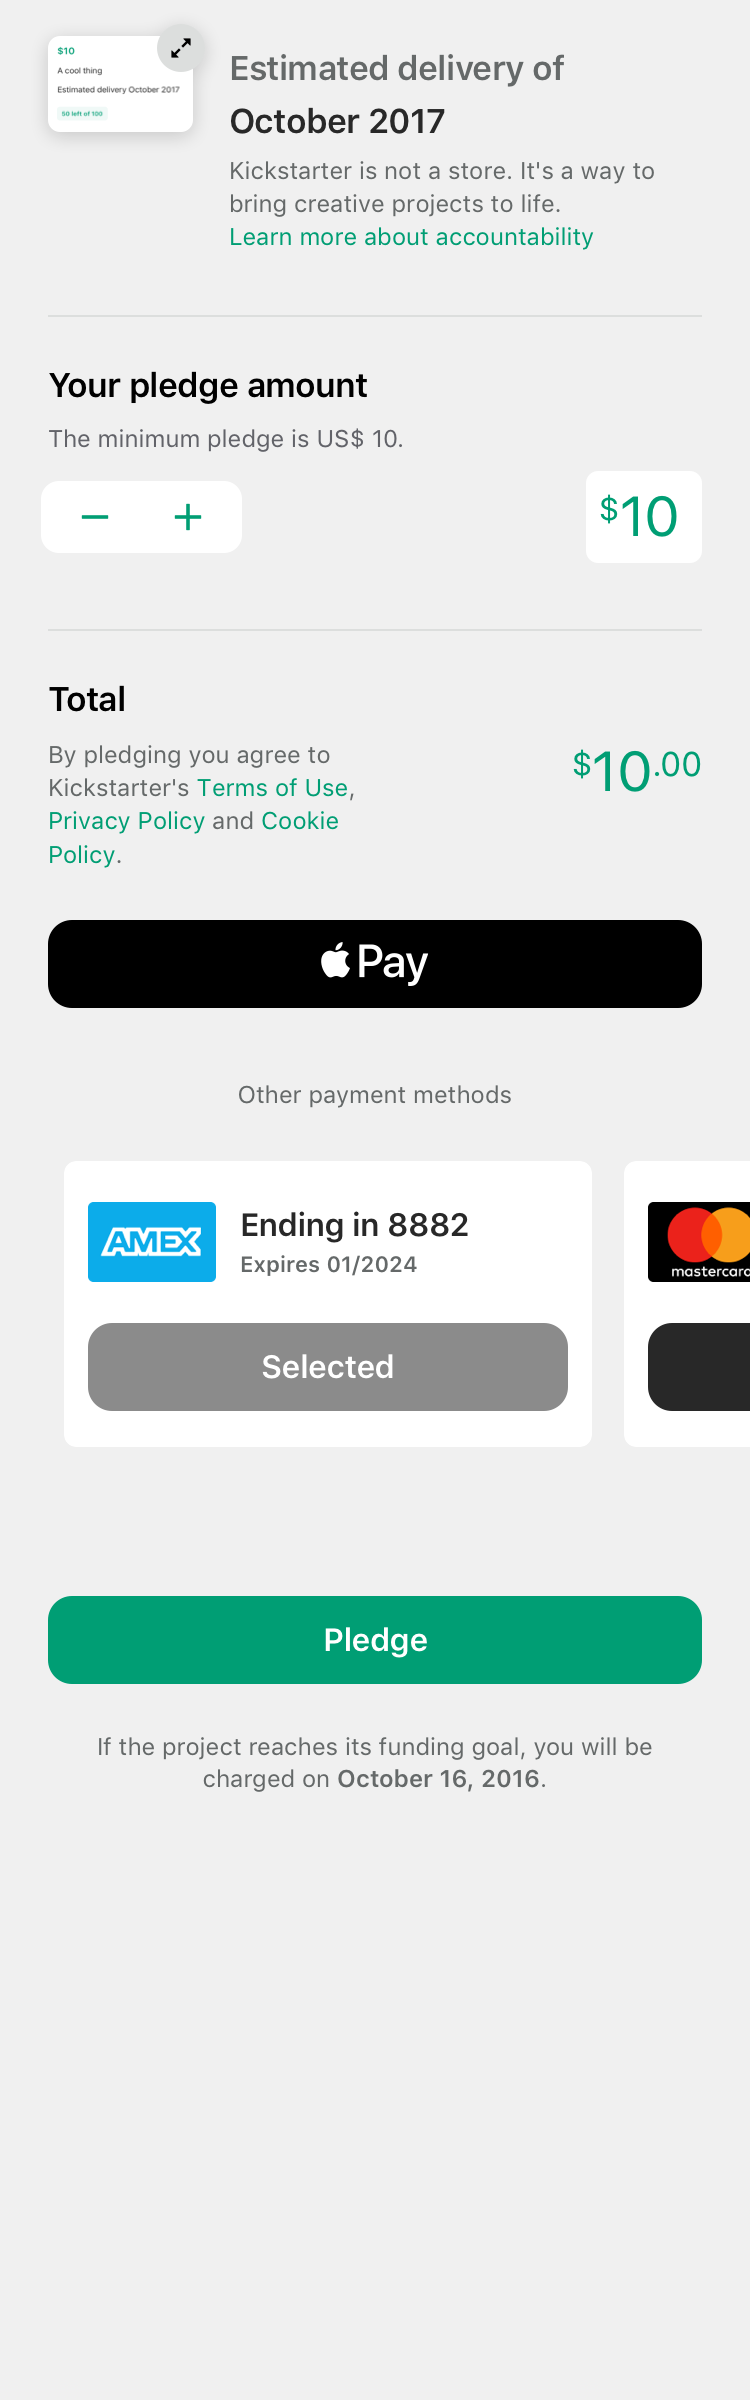 $10
A cool thing
Estimated delivery October 2017
50 left of 100
Estimated delivery of
October 2017
Kickstarter is not a store. It's a way to
bring creative projects to life.
Learn more about accountability
Your pledge amount
The minimum pledge is US$ 10.
$10
Total
By pledging you agree to
Kickstarter's Terms of Use,
Privacy Policy and Cookie
Policy.
$10.00
Pay
Other payment methods
AMEX
Ending in 8882
Expires 01/2024
Selected
mastercard
Pledge
If the project reaches its funding goal, you will be
charged on October 16, 2016.